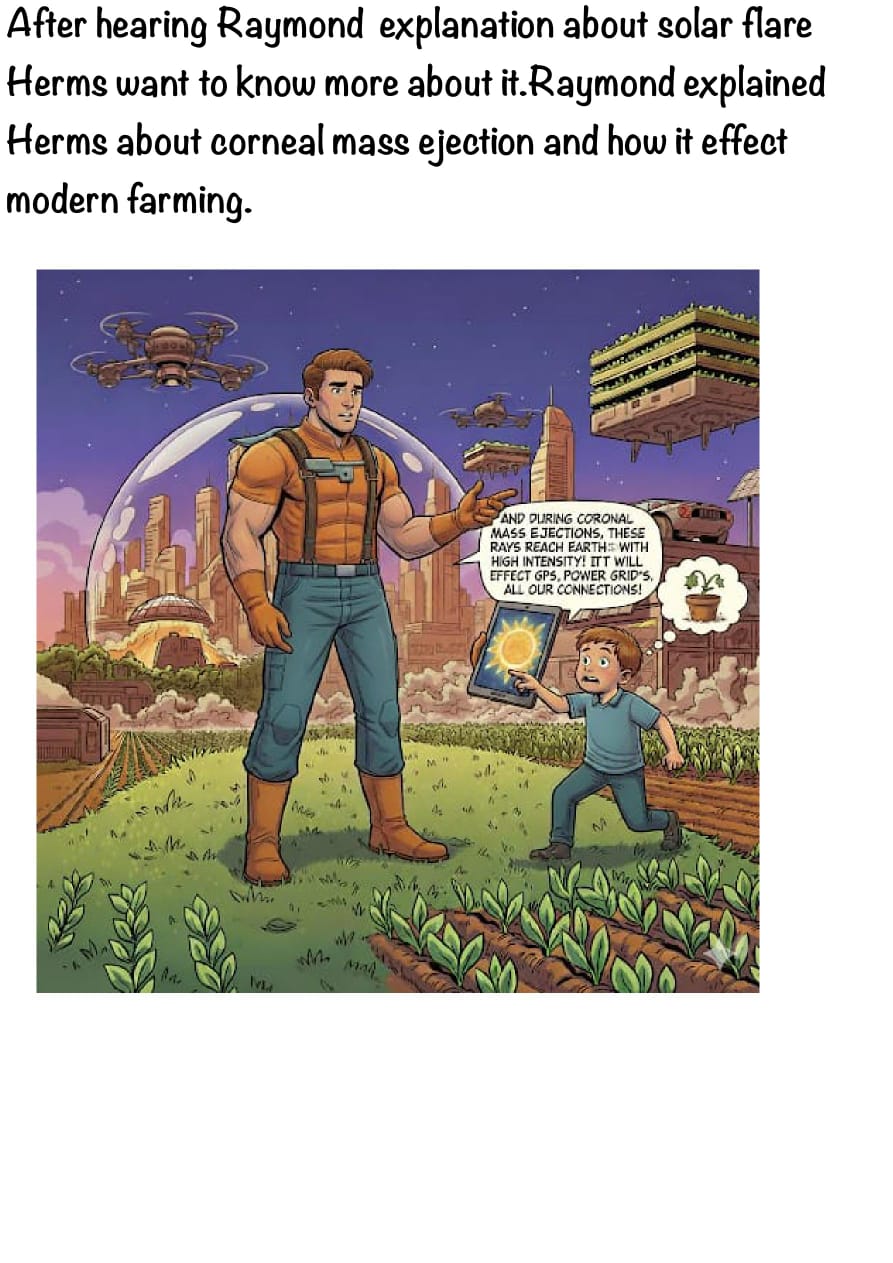 After hearing Raymond explanation about solar flare
Herms want to know more about it.Raymond explained
Herms about corneal mass ejection and how it effect
modern farming.
AND DURING CORONAL
MASS EJECTIONS, THESE
RAYS REACH EARTH: WITH
HIGH INTENSITY! ITT WILL
EFFECT GPS, POWER GRID'S,
ALL OUR CONNECTIONS!